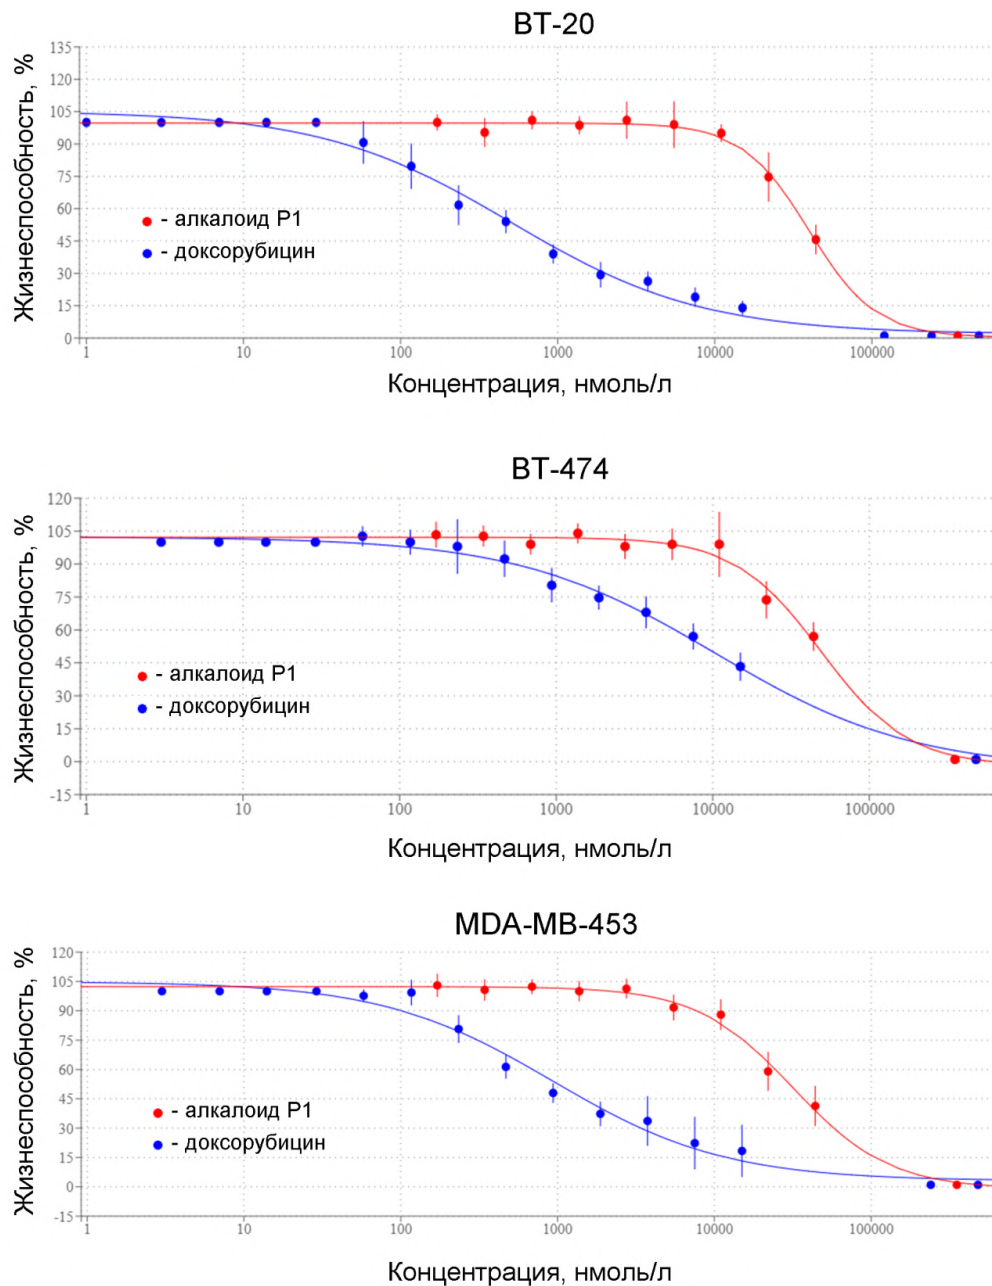 BT-20
Жизнеспособность, %
135
120
105
90
75
60
45
30
15
0
- алкалоид P1
- доксорубицин
1 10 100 1000 10000 100000
Концентрация, нмоль/л
BT-474
Жизнеспособность, %
120
105
90
75
60
45
30
15
0
-15
- алкалоид P1
- доксорубицин
1 10 100 1000 10000 100000
Концентрация, нмоль/л
MDA-MB-453
Жизнеспособность, %
120
105
90
75
60
45
30
15
0
-15
- алкалоид P1
- доксорубицин
1 10 100 1000 10000 100000
Концентрация, нмоль/л